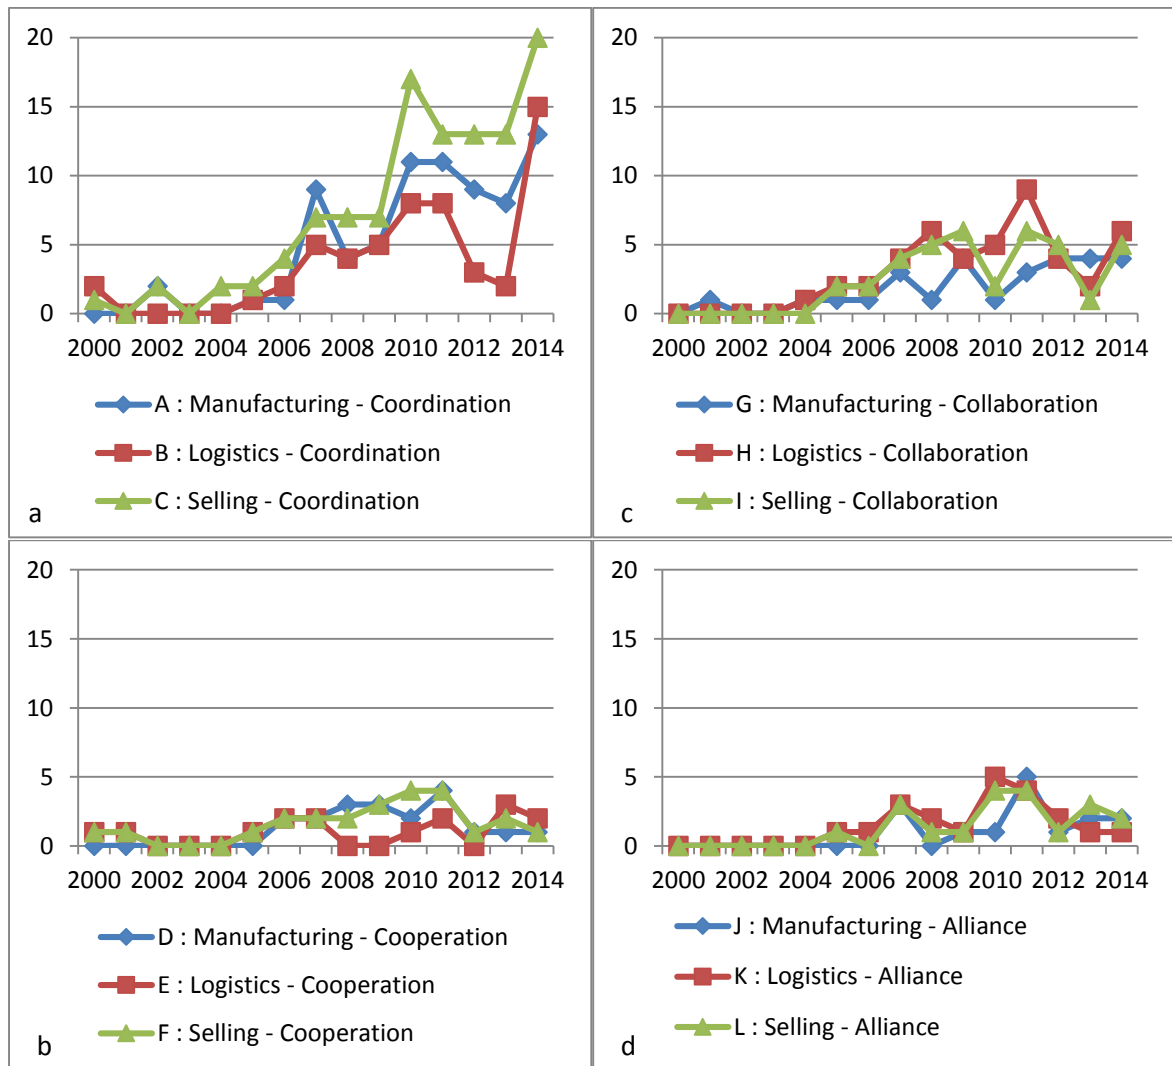 20
15
10
5
0
2000 2002 2004 2006 2008 2010 2012 2014
A : Manufacturing - Coordination
B : Logistics - Coordination
C : Selling - Coordination
a
20
15
10
5
0
2000 2002 2004 2006 2008 2010 2012 2014
G : Manufacturing - Collaboration
H : Logistics - Collaboration
I : Selling - Collaboration
c
20
15
10
5
0
2000 2002 2004 2006 2008 2010 2012 2014
D : Manufacturing - Cooperation
E : Logistics - Cooperation
F : Selling - Cooperation
b
20
15
10
5
0
2000 2002 2004 2006 2008 2010 2012 2014
J : Manufacturing - Alliance
K : Logistics - Alliance
L : Selling - Alliance
d